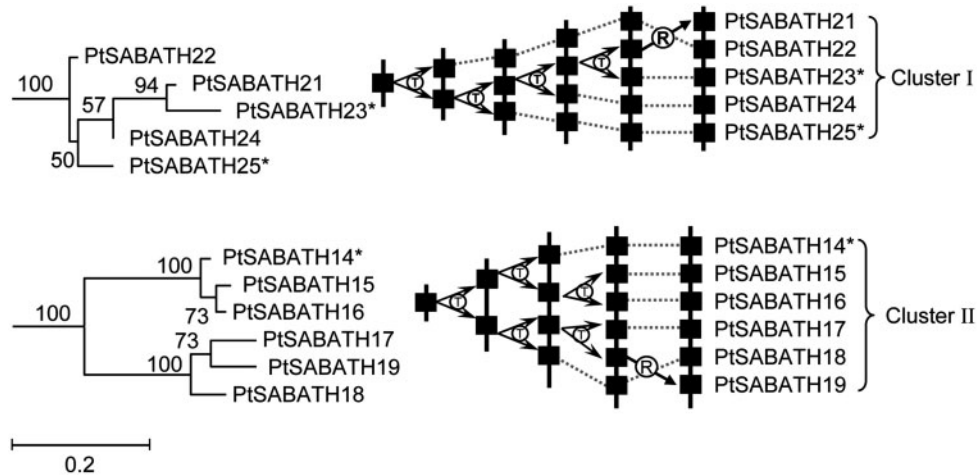 PtSABATH22
100
94
PtSABATH21
57
PtSABATH23*
PtSABATH24
50
PtSABATH25*
T
T
T
T
R
PtSABATH21
PtSABATH22
PtSABATH23*
PtSABATH24
PtSABATH25*
Cluster I
PtSABATH14*
100
PtSABATH15
73
PtSABATH16
100
73
PtSABATH17
100
PtSABATH19
PtSABATH18
T
T
T
T
T
R
PtSABATH14*
PtSABATH15
PtSABATH16
PtSABATH17
PtSABATH18
PtSABATH19
Cluster II
0.2